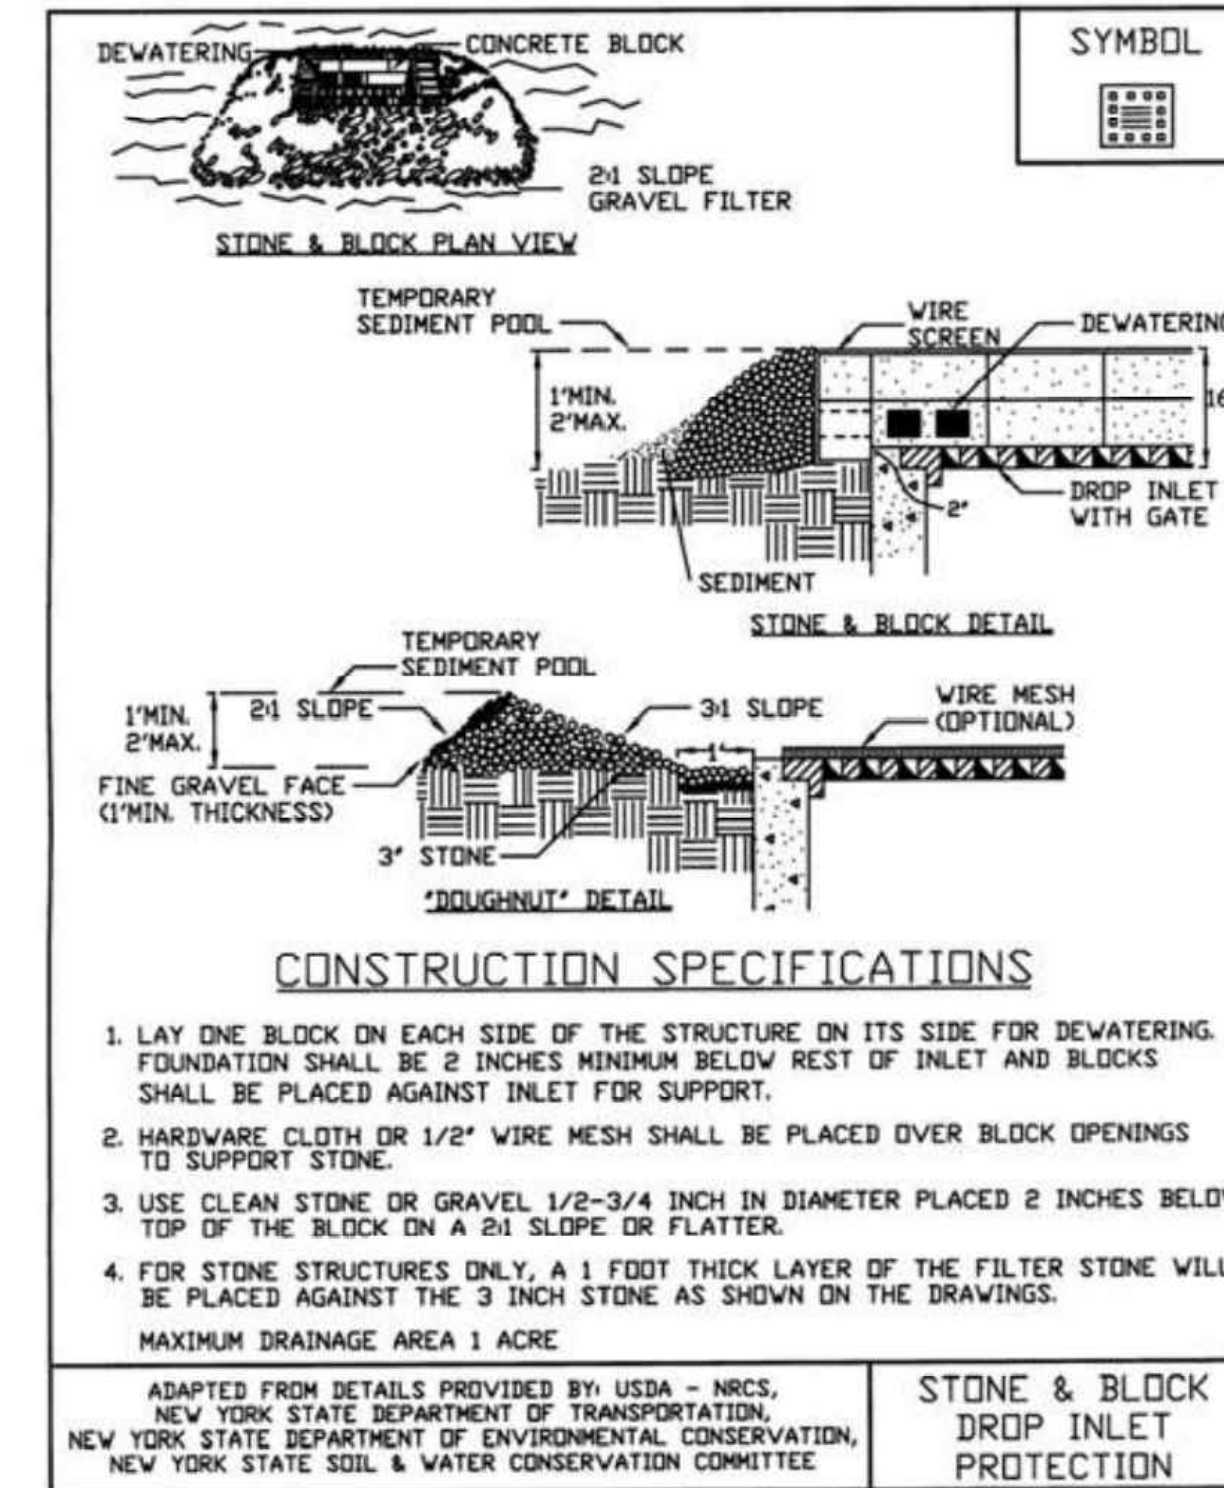 DEWATERING
CONCRETE BLOCK
SYMBOL
2:1 SLOPE
GRAVEL FILTER
STONE & BLOCK PLAN VIEW
TEMPORARY
SEDIMENT POOL
WIRE
SCREEN
DEWATERING
1'MIN.
2'MAX.
16
DROP INLET
WITH GATE
2"
SEDIMENT
STONE & BLOCK DETAIL
TEMPORARY
SEDIMENT POOL
1'MIN.
2'MAX.
2:1 SLOPE
3:1 SLOPE
WIRE MESH
(OPTIONAL)
1'
FINE GRAVEL FACE
(1'MIN. THICKNESS)
3" STONE
"DOUGHNUT" DETAIL
CONSTRUCTION SPECIFICATIONS
1. LAY ONE BLOCK ON EACH SIDE OF THE STRUCTURE ON ITS SIDE FOR DEWATERING.
FOUNDATION SHALL BE 2 INCHES MINIMUM BELOW REST OF INLET AND BLOCKS
SHALL BE PLACED AGAINST INLET FOR SUPPORT.
2. HARDWARE CLOTH OR 1/2" WIRE MESH SHALL BE PLACED OVER BLOCK OPENINGS
TO SUPPORT STONE.
3. USE CLEAN STONE OR GRAVEL 1/2-3/4 INCH IN DIAMETER PLACED 2 INCHES BELOW
TOP OF THE BLOCK ON A 2:1 SLOPE OR FLATTER.
4. FOR STONE STRUCTURES ONLY, A 1 FOOT THICK LAYER OF THE FILTER STONE WILL
BE PLACED AGAINST THE 3 INCH STONE AS SHOWN ON THE DRAWINGS.
MAXIMUM DRAINAGE AREA 1 ACRE
ADAPTED FROM DETAILS PROVIDED BY: USDA - NRCS,
NEW YORK STATE DEPARTMENT OF TRANSPORTATION,
NEW YORK STATE DEPARTMENT OF ENVIRONMENTAL CONSERVATION,
NEW YORK STATE SOIL & WATER CONSERVATION COMMITTEE
STONE & BLOCK
DROP INLET
PROTECTION